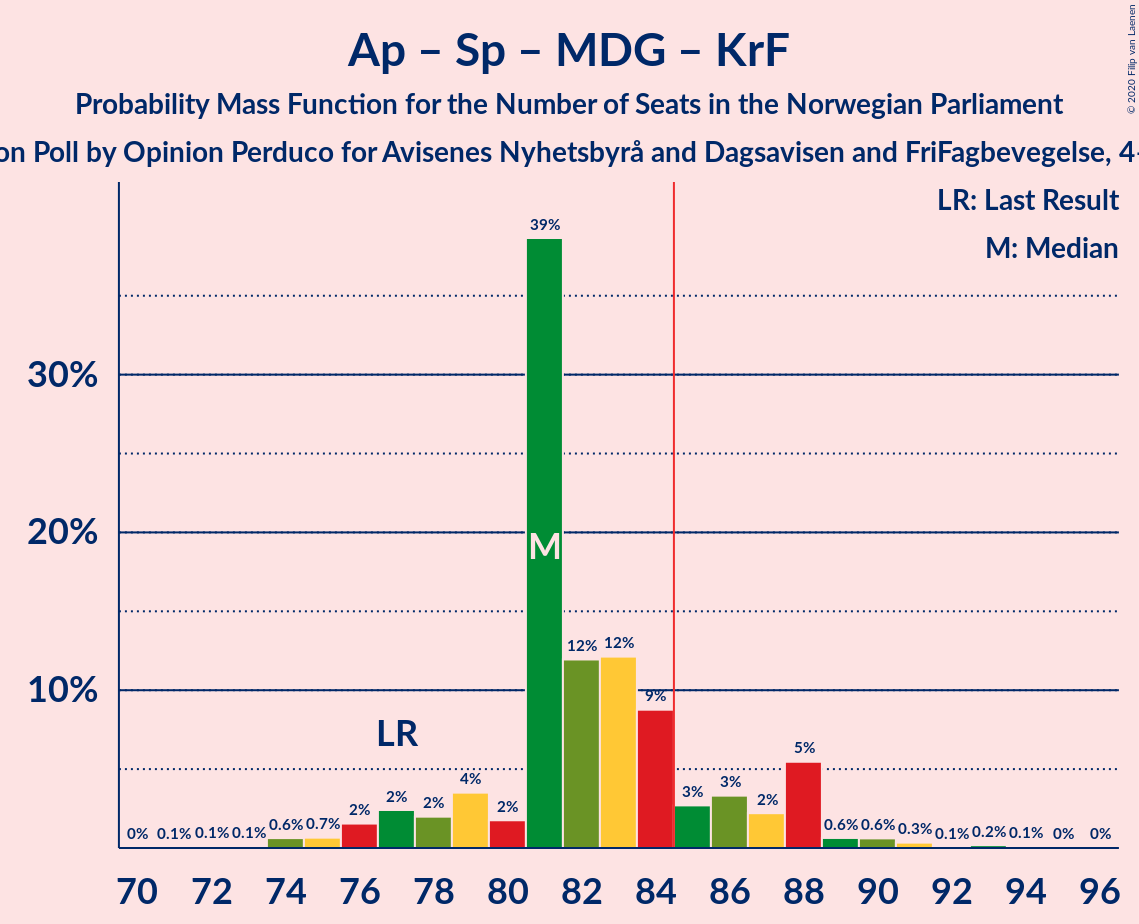 Ap – Sp – MDG – KrF
Probability Mass Function for the Number of Seats in the Norwegian Parliament
on Poll by Opinion Perduco for Avisenes Nyhetsbyrå and Dagsavisen and FriFagbevegelse, 4-
© 2020 Filip van Laenen
LR: Last Result
M: Median
39%
30%
20%
M
12% 12%
10%
9%
LR
5%
0% 0.1% 0.1% 0.1% 0.6% 0.7% 2% 2% 2% 4% 2% 3% 3% 2% 0.6% 0.6% 0.3% 0.1% 0.2% 0.1% 0% 0%
70 72 74 76 78 80 82 84 86 88 90 92 94 96